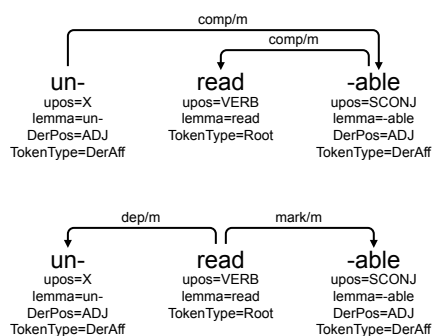 comp/m
comp/m
un- read -able
upos=X upos=VERB upos=SCONJ
lemma=un- lemma=read lemma=-able
DerPos=ADJ TokenType=Root DerPos=ADJ
TokenType=DerAff TokenType=DerAff
dep/m mark/m
un- read -able
upos=X upos=VERB upos=SCONJ
lemma=un- lemma=read lemma=-able
DerPos=ADJ TokenType=Root DerPos=ADJ
TokenType=DerAff TokenType=DerAff